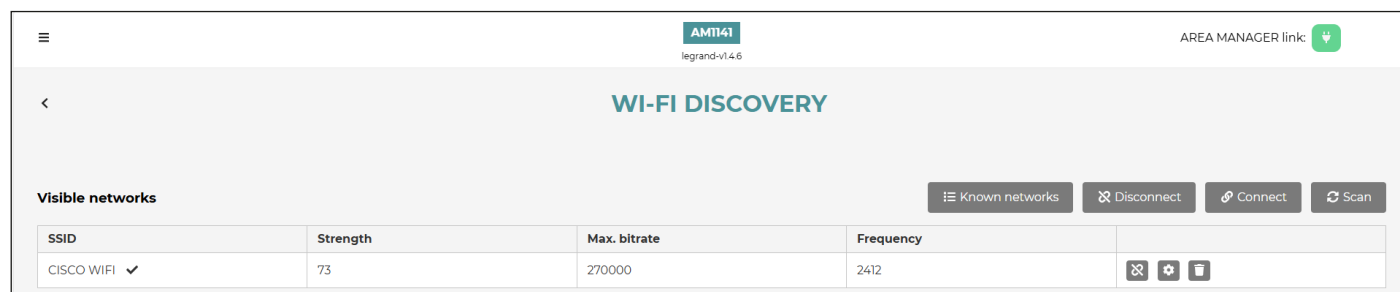 AM1141
legrand-v1.4.6
AREA MANAGER link:
WI-FI DISCOVERY
Visible networks
Known networks Disconnect Connect Scan
SSID Strength Max. bitrate Frequency
CISCO WIFI 73 270000 2412